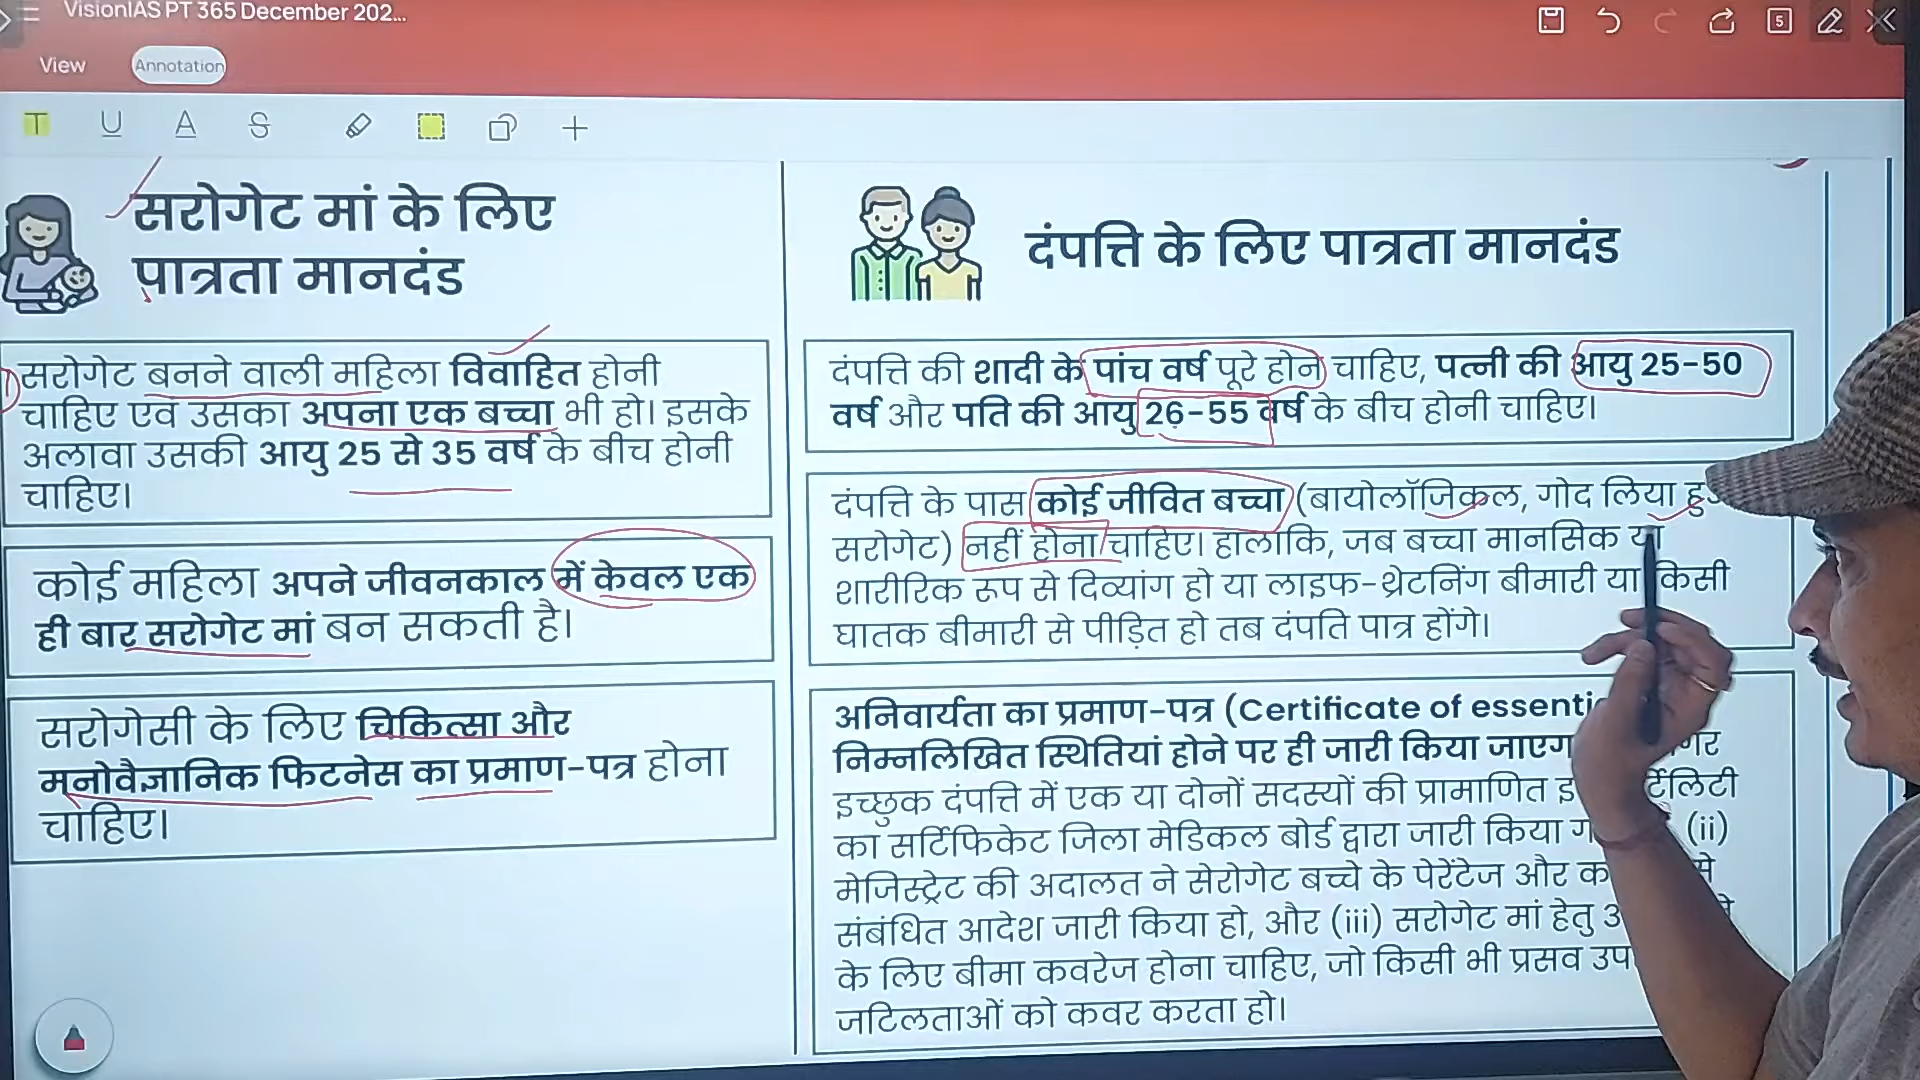 VisionIAS PT 365 December 202...
View
Annotation
T U A S
5
सरोगेट मां के लिए
पात्रता मानदंड
सरोगेट बनने वाली महिला विवाहित होनी
चाहिए एवं उसका अपना एक बच्चा भी हो। इसके
अलावा उसकी आयु 25 से 35 वर्ष के बीच होनी
चाहिए।
कोई महिला अपने जीवनकाल में केवल एक
ही बार सरोगेट मां बन सकती है।
सरोगेसी के लिए चिकित्सा और
मनोवैज्ञानिक फिटनेस का प्रमाण-पत्र होना
चाहिए।
दंपत्ति के लिए पात्रता मानदंड
दंपत्ति की शादी के पांच वर्ष पूरे होने चाहिए, पत्नी की आयु 25-50
वर्ष और पति की आयु 26-55 वर्ष के बीच होनी चाहिए।
दंपत्ति के पास कोई जीवित बच्चा (बायोलॉजिकल, गोद लिया
सरोगेट) नहीं होना चाहिए। हालांकि, जब बच्चा मानसिक या
शारीरिक रूप से दिव्यांग हो या लाइफ-थ्रेटनिंग बीमारी या किसी
घातक बीमारी से पीड़ित हो तब दंपति पात्र होंगे।
अनिवार्यता का प्रमाण-पत्र (Certificate of
निम्नलिखित स्थितियां होने पर ही जारी किया
इच्छुक दंपत्ति में एक या दोनों सदस्यों की प्रामाणित
का सर्टिफिकेट जिला मेडिकल बोर्ड द्वारा जारी किया (ii)
मेजिस्ट्रेट की अदालत ने सेरोगेट बच्चे के पेरेंटेज और
संबंधित आदेश जारी किया हो, और (iii) सरोगेट मां हेतु
के लिए बीमा कवरेज होना चाहिए, जो किसी भी प्रसव
जटिलताओं को कवर करता हो।